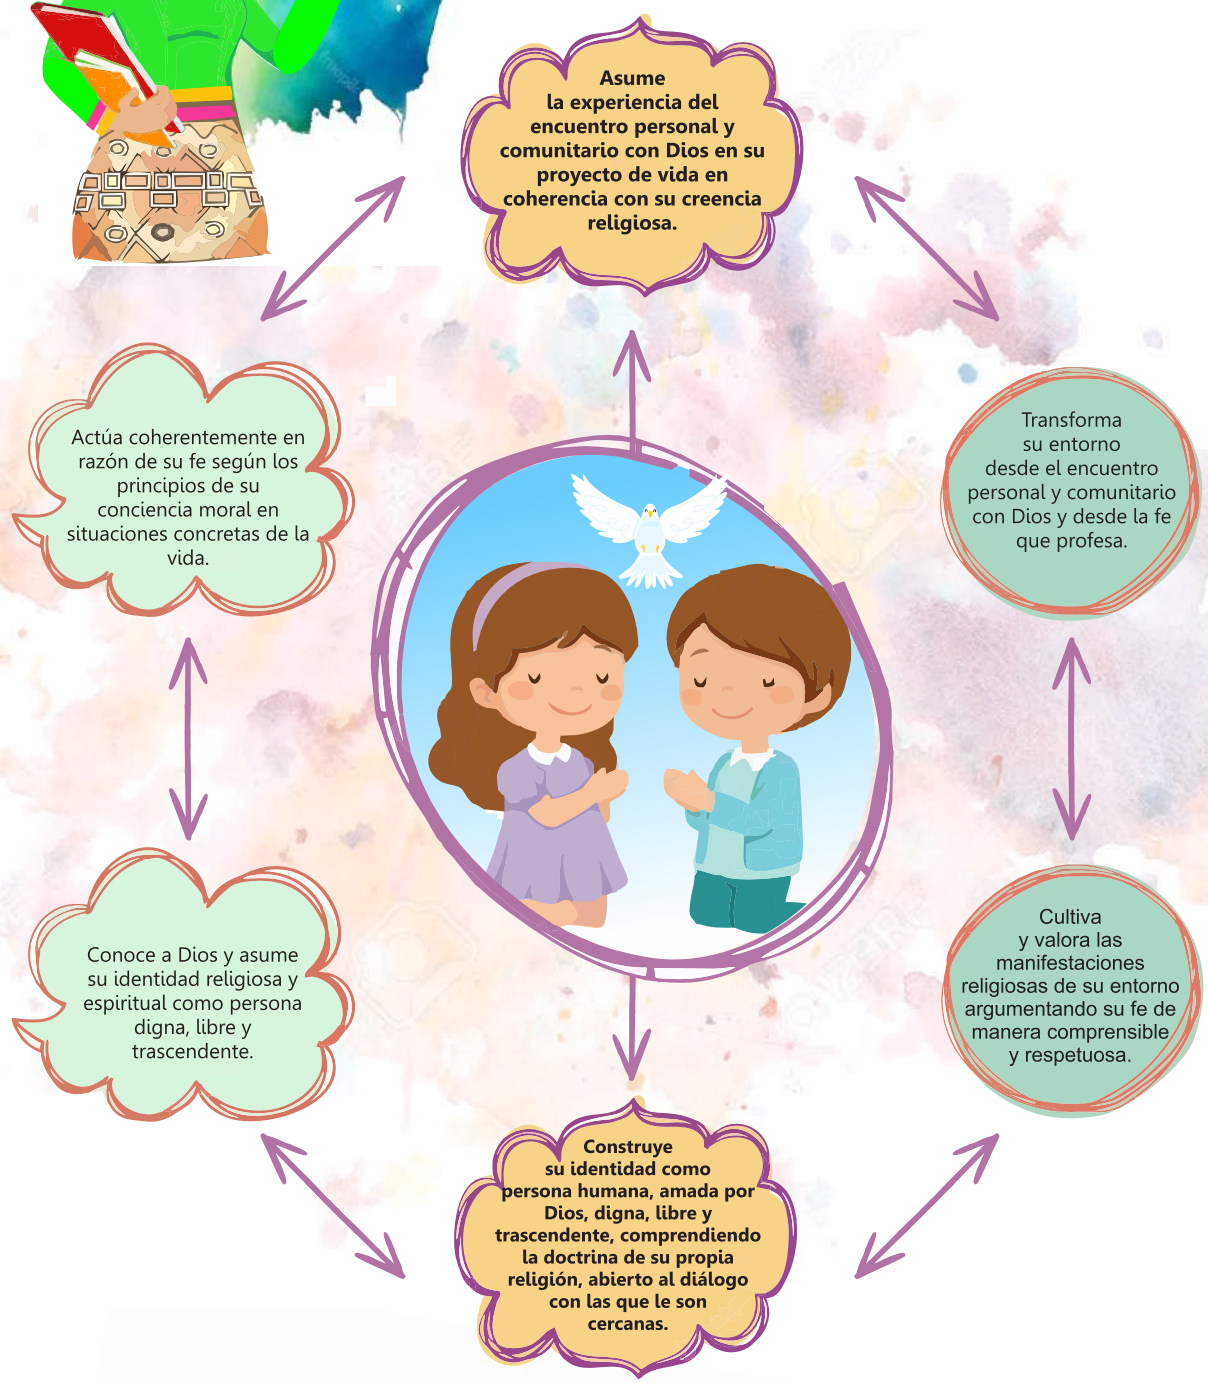 Asume
la experiencia del
encuentro personal y
comunitario con Dios en su
proyecto de vida en
coherencia con su creencia
religiosa.
Actúa coherentemente en
razón de su fe según los
principios de su
conciencia moral en
situaciones concretas de la
vida.
Transforma
su entorno
desde el encuentro
personal y comunitario
con Dios y desde la fe
que profesa.
Conoce a Dios y asume
su identidad religiosa y
espiritual como persona
digna, libre y
trascendente.
Cultiva
y valora las
manifestaciones
religiosas de su entorno
argumentando su fe de
manera comprensible
y respetuosa.
Construye
su identidad como
persona humana, amada por
Dios, digna, libre y
trascendente, comprendiendo
la doctrina de su propia
religión, abierto al diálogo
con las que le son
cercanas.